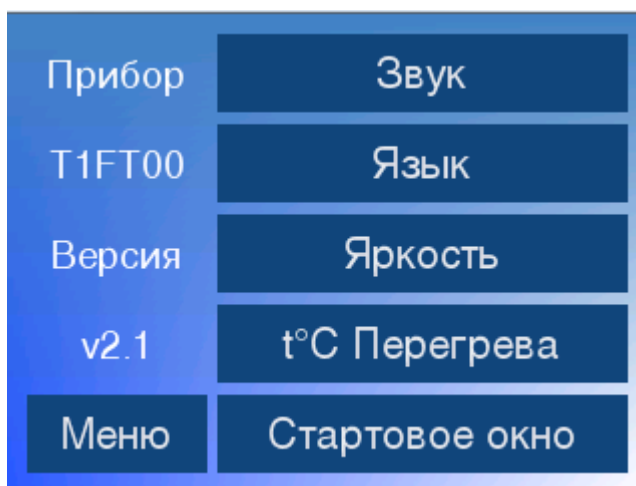 Прибор
Звук
T1FT00
Язык
Версия
Яркость
v2.1
t°C Перегрева
Меню
Стартовое окно